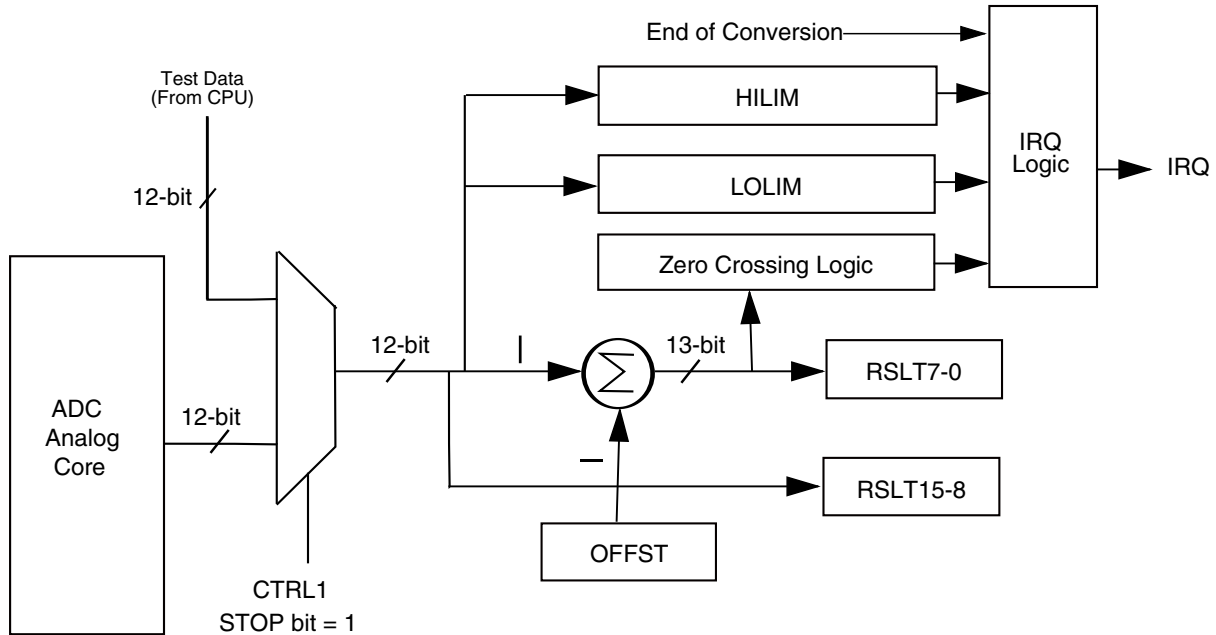 End of Conversion
Test Data
(From CPU)
HILIM
IRQ
Logic
IRQ
LOLIM
12-bit
Zero Crossing Logic
12-bit
13-bit
RSLT7-0
ADC
Analog
Core
12-bit
RSLT15-8
OFFST
CTRL1
STOP bit = 1